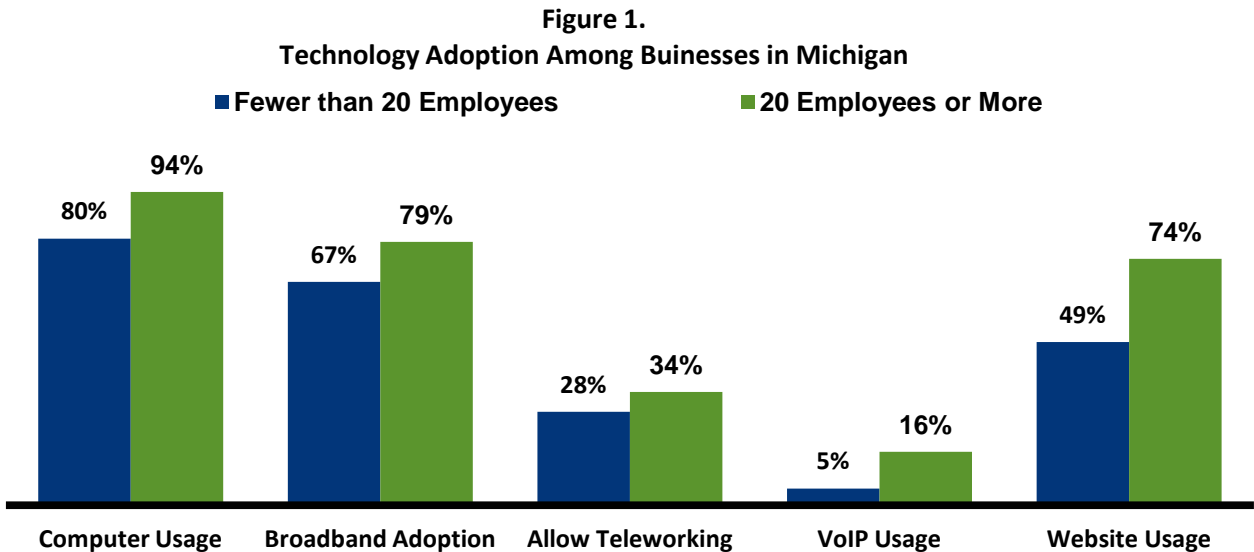 Figure 1.
Technology Adoption Among Buinesses in Michigan
Fewer than 20 Employees
20 Employees or More
80%
94%
67%
79%
28%
34%
5%
16%
49%
74%
Computer Usage
Broadband Adoption
Allow Teleworking
VoIP Usage
Website Usage